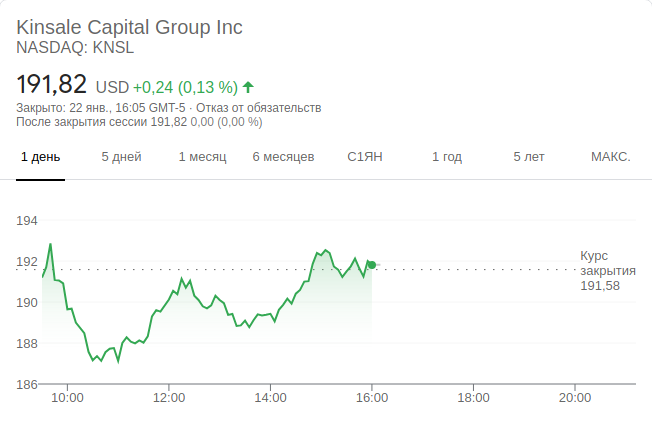 Kinsale Capital Group Inc
NASDAQ: KNSL
191,82 USD +0,24 (0,13 %)
Закрыто: 22 янв., 16:05 GMT-5 · Отказ от обязательств
После закрытия сессии 191,82 0,00 (0,00 %)
1 день 5 дней 1 месяц 6 месяцев С1ЯН 1 год 5 лет МАКС.
194
192
190
188
186
Курс
закрытия
191,58
10:00 12:00 14:00 16:00 18:00 20:00